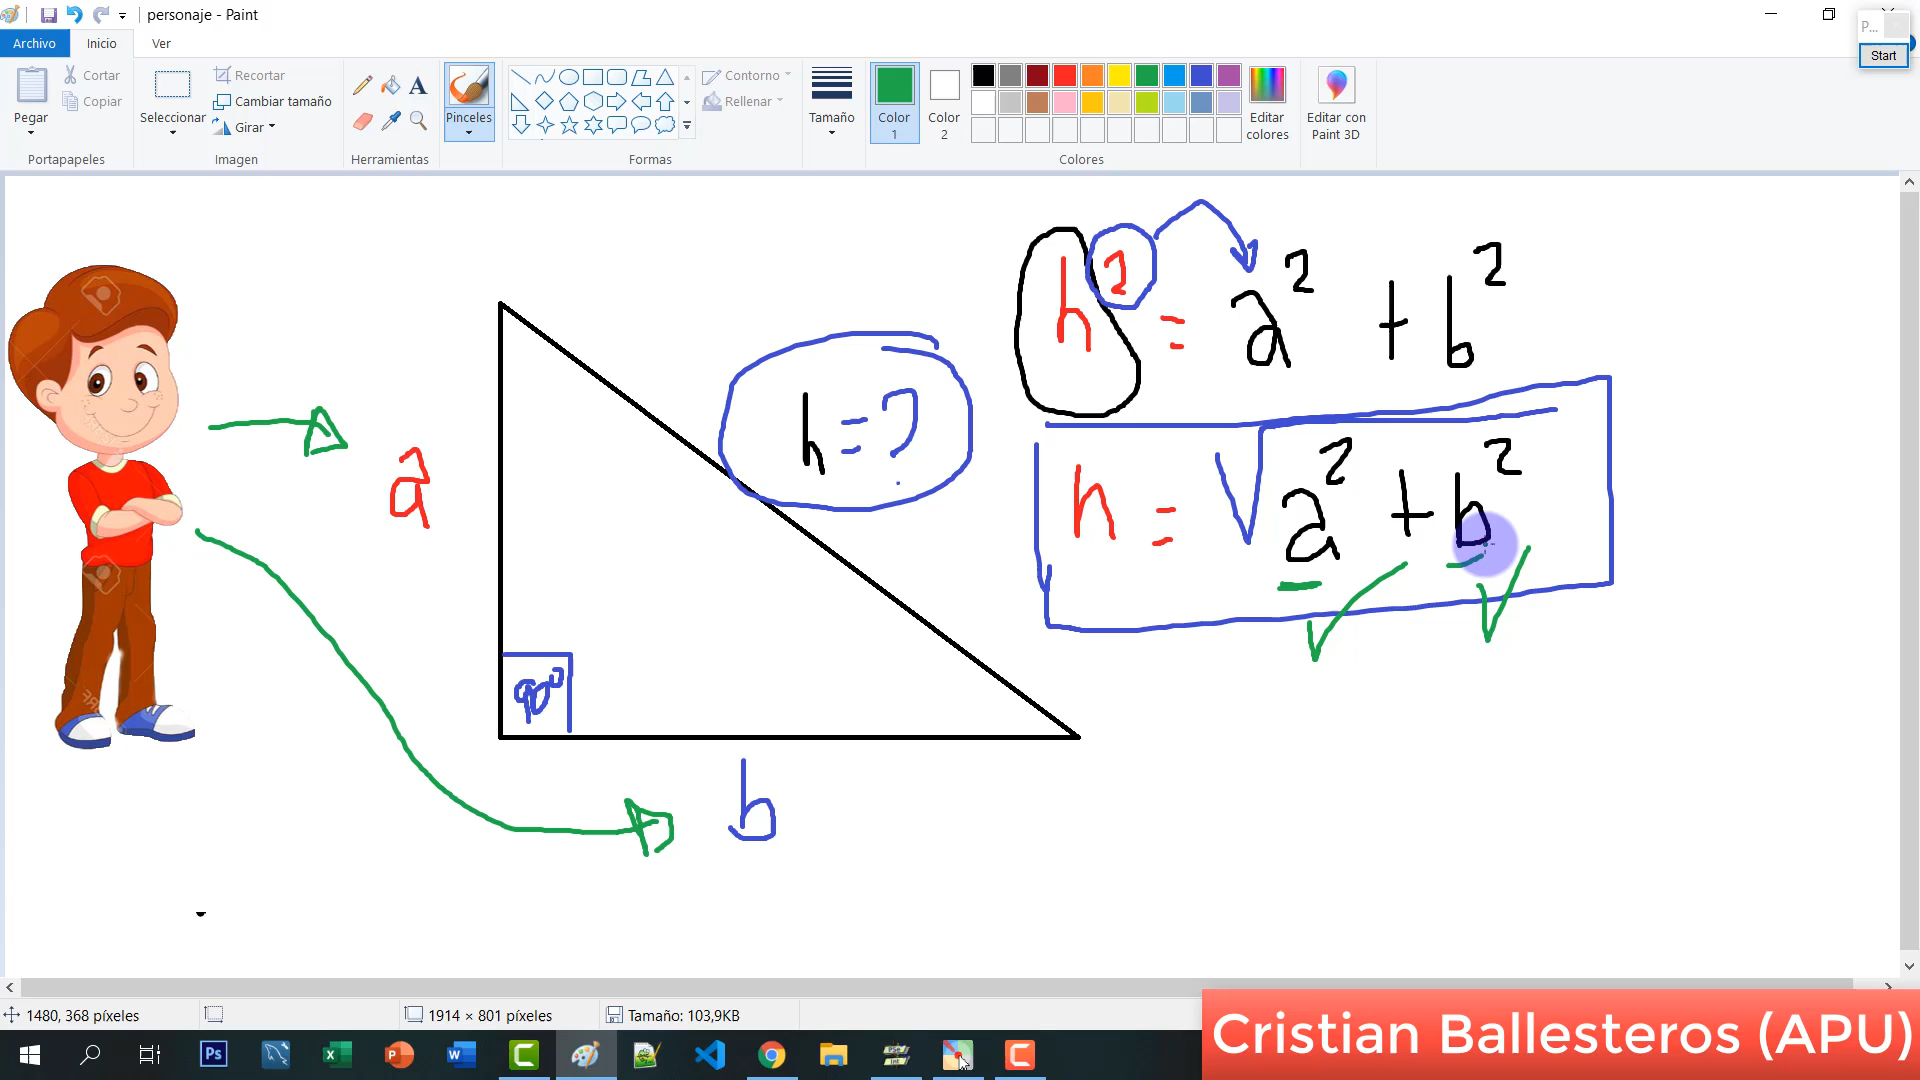 personaje - Paint
P...
Start
Archivo
Inicio
Ver
Pegar
Cortar
Copiar
Portapapeles
Seleccionar
Recortar
Cambiar tamaño
Girar
Imagen
A
Herramientas
Pinceles
Contorno
Rellenar
Formas
Tamaño
Color 1
Color 2
Editar colores
Editar con Paint 3D
Colores
h² = a² + b²
h = ?
h = √a² + b²
a
90°
b
1480, 368 píxeles
1914 × 801 píxeles
Tamaño: 103,9KB
Ps
Cristian Ballesteros (APU)